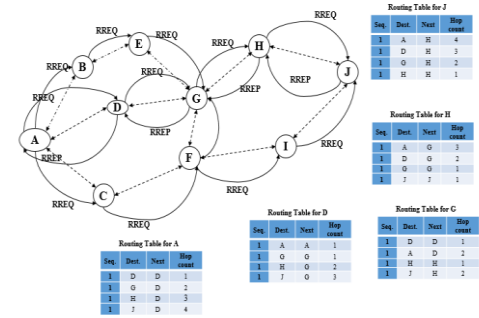 RREQ
RREQ
E
RREQ
H
RREQ
B
J
RREQ
G
RREP
RREQ
D
RREQ
RREP
A
RREP
I
F
RREQ
RREQ
C
RREQ
RREQ
Routing Table for J
Seq. Dest. Next Hop count
1 A H 4
1 D H 3
1 G H 2
1 H H 1
Routing Table for H
Seq. Dest. Next Hop count
1 A G 3
1 D G 2
1 G G 1
1 J J 1
Routing Table for A
Seq. Dest. Next Hop count
1 D D 1
1 G D 2
1 H D 3
1 J D 4
Routing Table for D
Seq. Dest. Next Hop count
1 A A 1
1 G G 1
1 H G 2
1 J G 3
Routing Table for G
Seq. Dest. Next Hop count
1 D D 1
1 A D 2
1 H H 1
1 J H 2